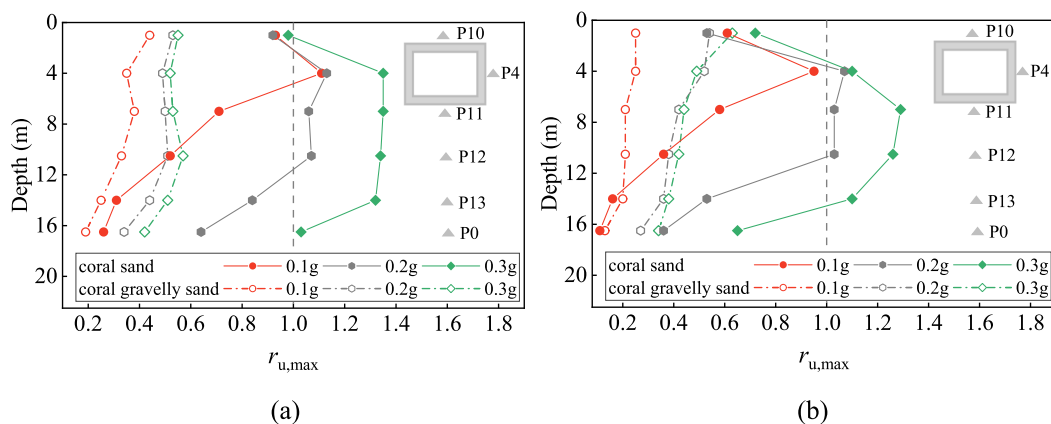 (a)
Depth (m)
0
4
8
12
16
20
P10
P4
P11
P12
P13
P0
coral sand 0.1g 0.2g 0.3g
coral gravelly sand 0.1g 0.2g 0.3g
0.2 0.4 0.6 0.8 1.0 1.2 1.4 1.6 1.8
r_u,max
(a)
(b)
Depth (m)
0
4
8
12
16
20
P10
P4
P11
P12
P13
P0
coral sand 0.1g 0.2g 0.3g
coral gravelly sand 0.1g 0.2g 0.3g
0.2 0.4 0.6 0.8 1.0 1.2 1.4 1.6 1.8
r_u,max
(b)